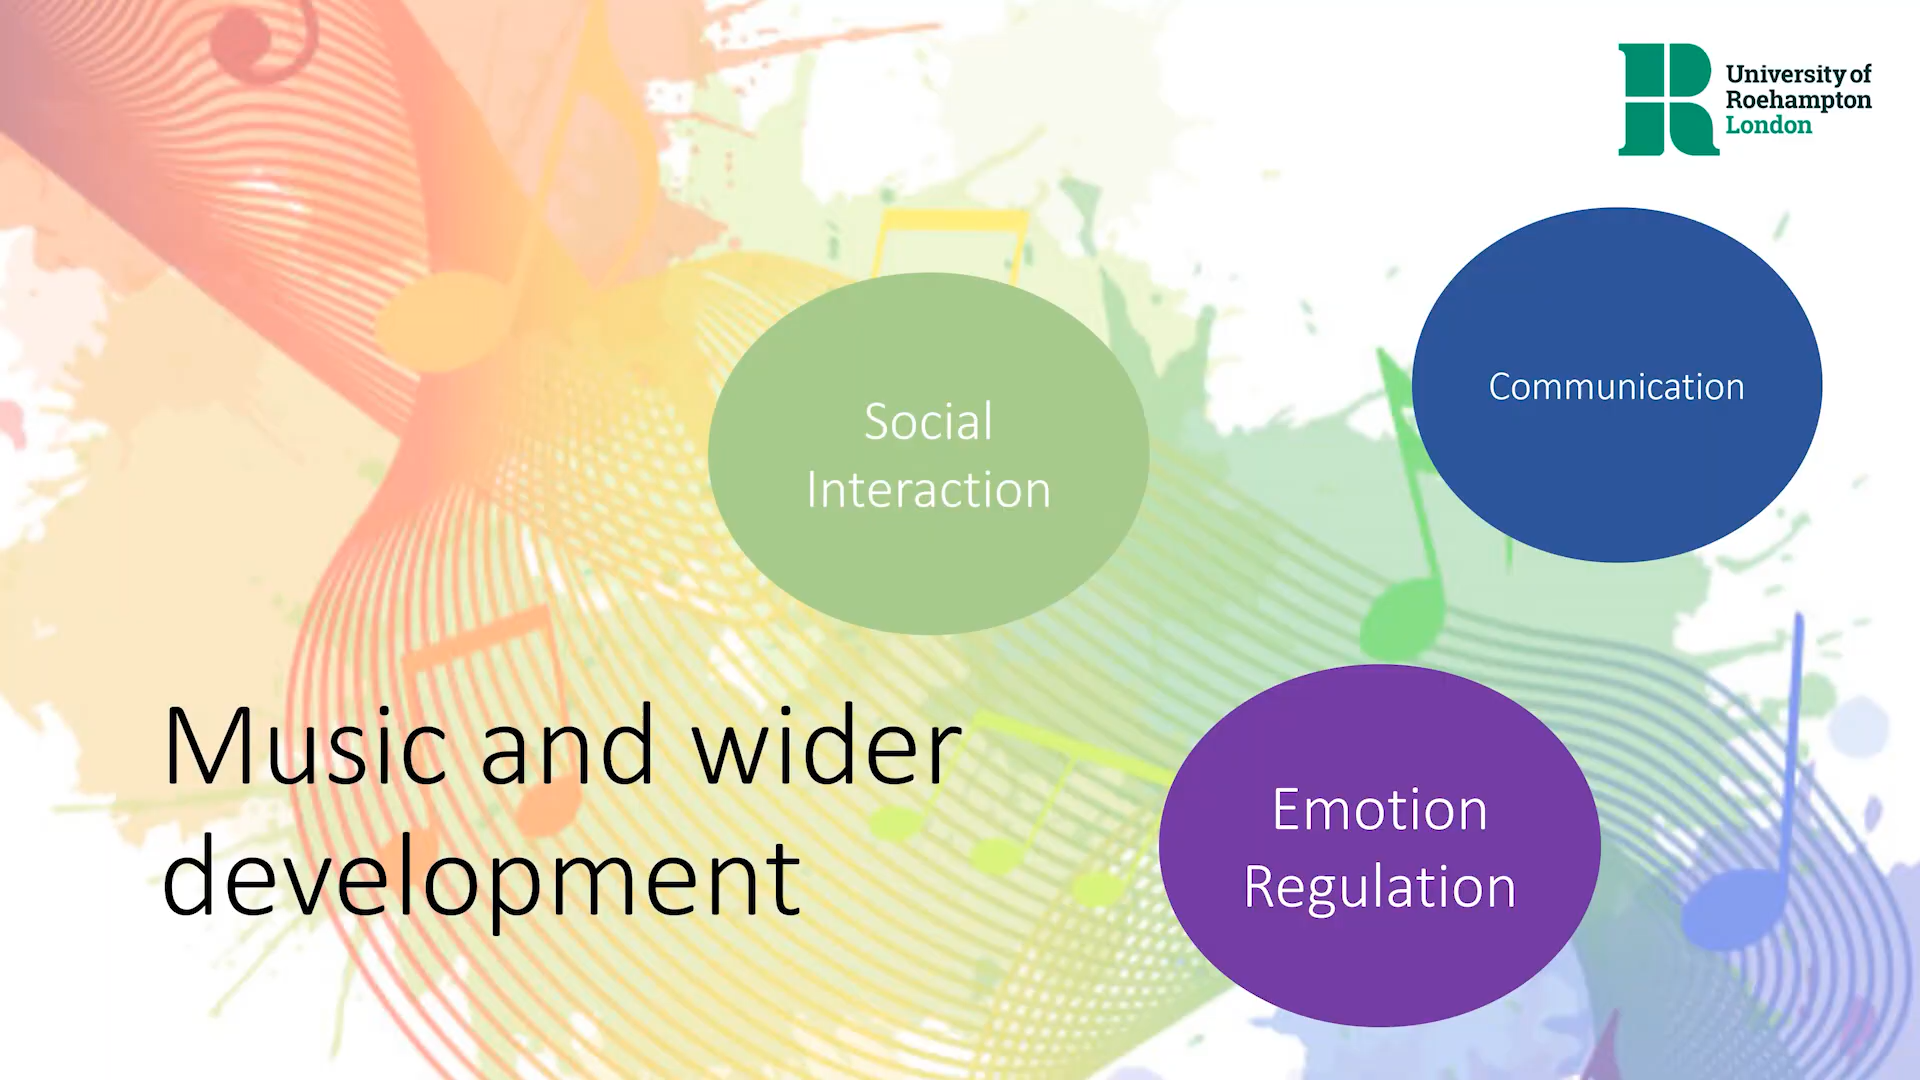 University of
Roehampton
London
Communication
Social
Interaction
Music and wider
development
Emotion
Regulation